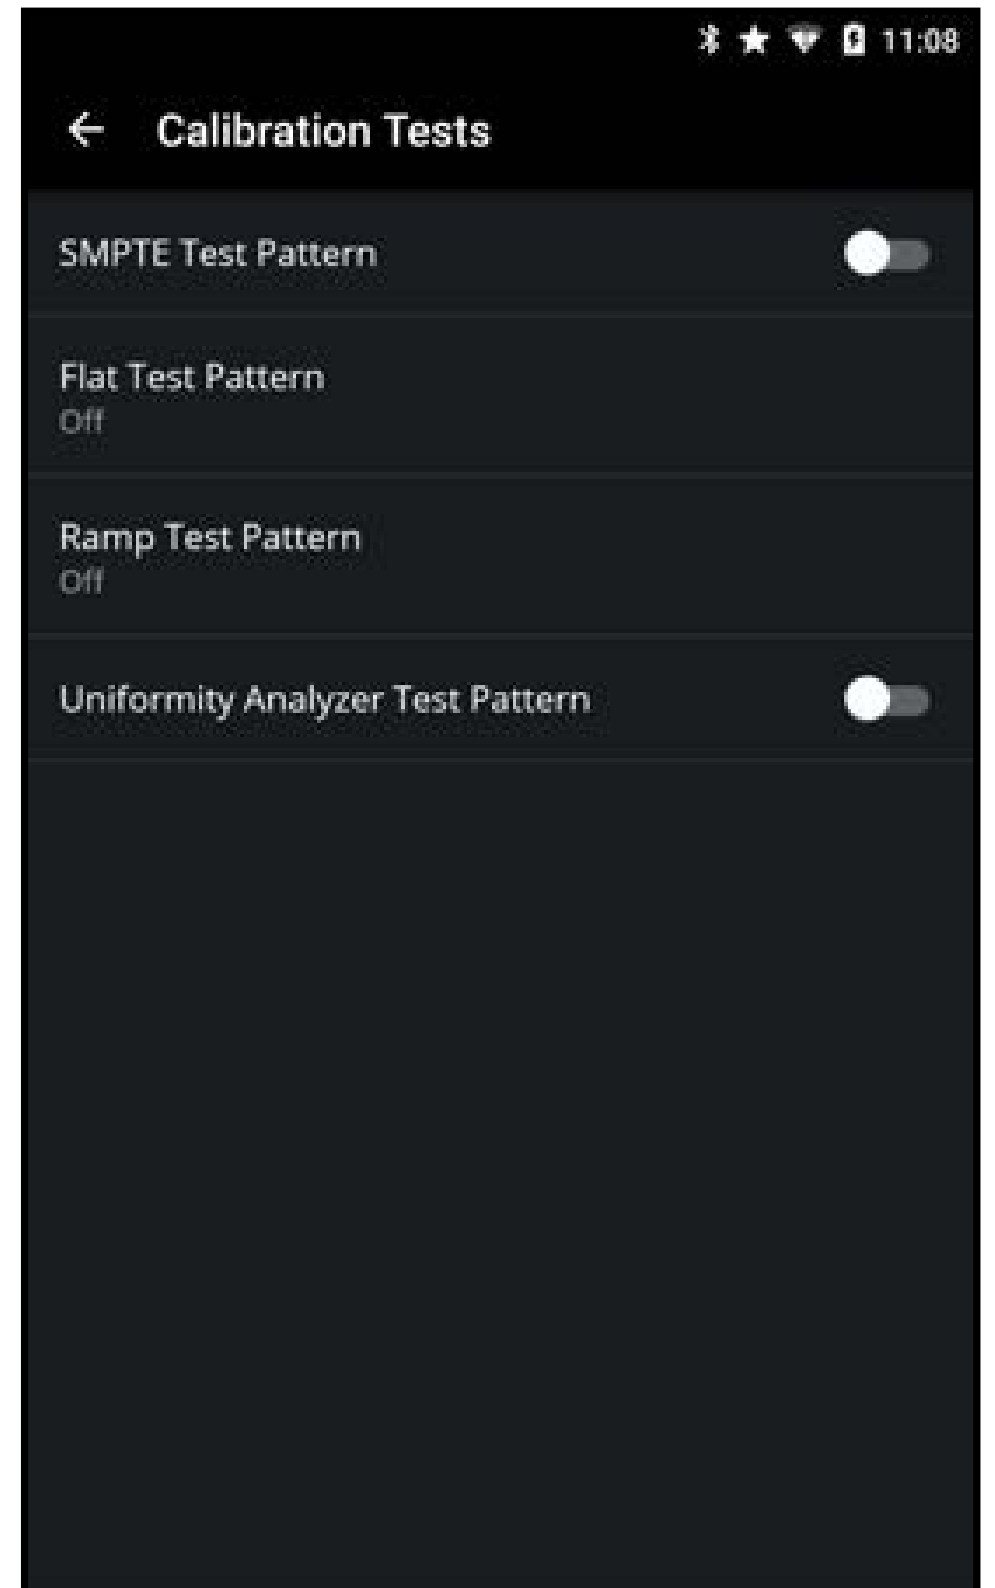 11:08
Calibration Tests
SMPTE Test Pattern
Flat Test Pattern
Off
Ramp Test Pattern
Off
Uniformity Analyzer Test Pattern